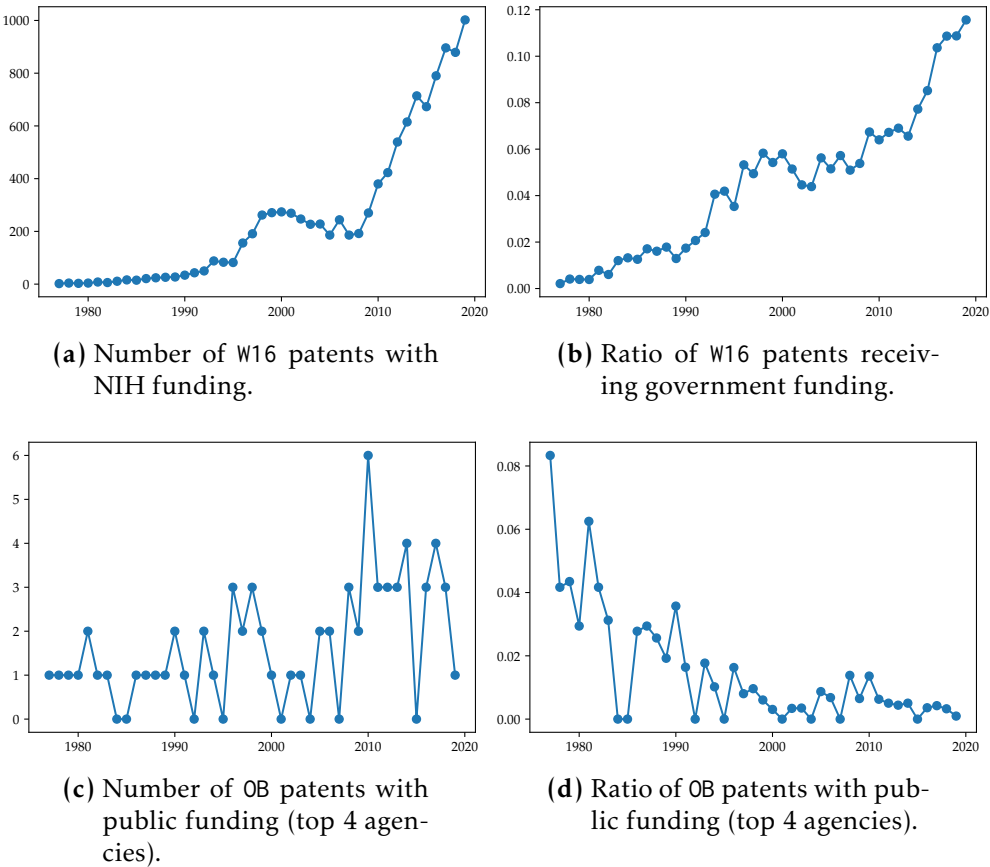 1000
800
600
400
200
0
1980 1990 2000 2010 2020
0.12
0.10
0.08
0.06
0.04
0.02
0.00
1980 1990 2000 2010 2020
(a) Number of W16 patents with
NIH funding.
(b) Ratio of W16 patents receiv-
ing government funding.
6
5
4
3
2
1
0
1980 1990 2000 2010 2020
0.08
0.06
0.04
0.02
0.00
1980 1990 2000 2010 2020
(c) Number of OB patents with
public funding (top 4 agen-
cies).
(d) Ratio of OB patents with pub-
lic funding (top 4 agencies).